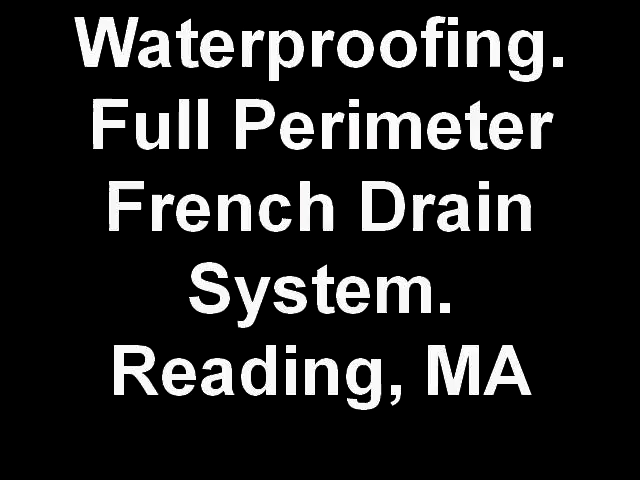 Waterproofing.
Full Perimeter
French Drain
System.
Reading, MA